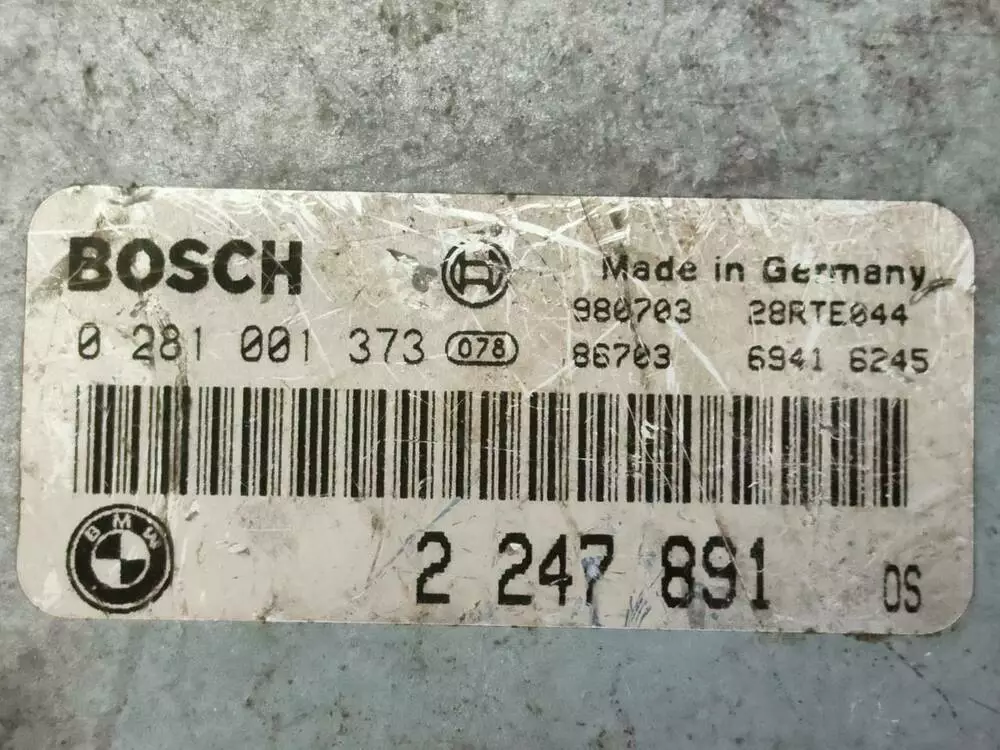 BOSCH
Made in Germany
980703 28RTE044
0 281 001 373 078
86703 6941 6245
BMW
2 247 891 OS